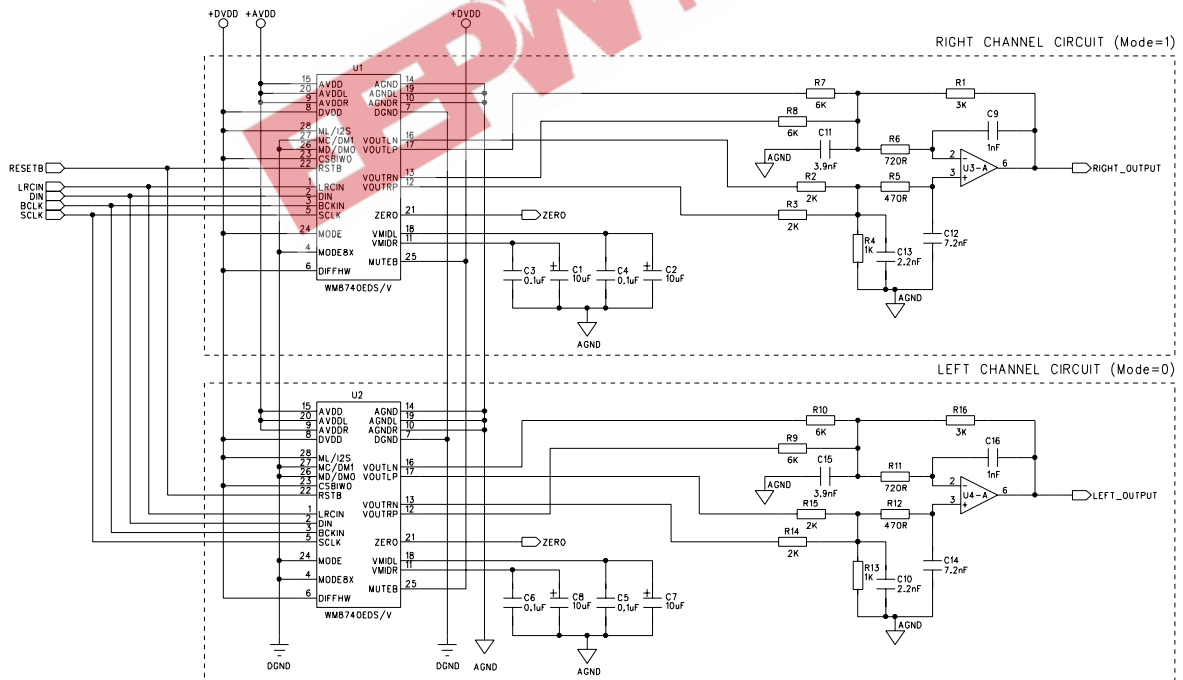 +DVDD +AVDD +DVDD
RIGHT CHANNEL CIRCUIT (Mode=1)
U1
15 AVDD AGND 14
20 AVDDL AGNDL 19
9 AVDDR AGNDR 10
8 DVDD DGND 7
28 ML/I2S
27 MC/DM1 VOUTLN 16
26 MD/DM0 VOUTLP 17
23 CSBIWO
22 RSTB
VOUTRN 13
1 LRCIN VOUTRP 12
2 DIN
3 BCKIN
5 SCLK ZERO 21
24 MODE VMIDL 18
VMIDR 11
4 MODE8X
MUTEB 25
6 DIFFHW
WM8740EDS/V
RESETB
LRCIN
DIN
BCLK
SCLK
ZERO
C3 0.1uF
+ C1 10uF
C4 0.1uF
+ C2 10uF
AGND
R7 6K
R1 3K
R8 6K
C9 1nF
AGND
C11 3.9nF
R6 720R
2 -
3 +
U3-A
6
RIGHT_OUTPUT
R2 2K
R5 470R
R3 2K
R4 1K
C13 2.2nF
C12 7.2nF
AGND
LEFT CHANNEL CIRCUIT (Mode=0)
U2
15 AVDD AGND 14
20 AVDDL AGNDL 19
9 AVDDR AGNDR 10
8 DVDD DGND 7
28 ML/I2S
27 MC/DM1 VOUTLN 16
26 MD/DM0 VOUTLP 17
23 CSBIWO
22 RSTB
VOUTRN 13
1 LRCIN VOUTRP 12
2 DIN
3 BCKIN
5 SCLK ZERO 21
24 MODE VMIDL 18
VMIDR 11
4 MODE8X
MUTEB 25
6 DIFFHW
WM8740EDS/V
ZERO
C6 0.1uF
+ C8 10uF
C5 0.1uF
+ C7 10uF
AGND
R10 6K
R16 3K
R9 6K
C16 1nF
AGND
C15 3.9nF
R11 720R
2 -
3 +
U4-A
6
LEFT_OUTPUT
R15 2K
R12 470R
R14 2K
R13 1K
C10 2.2nF
C14 7.2nF
AGND
DGND DGND AGND